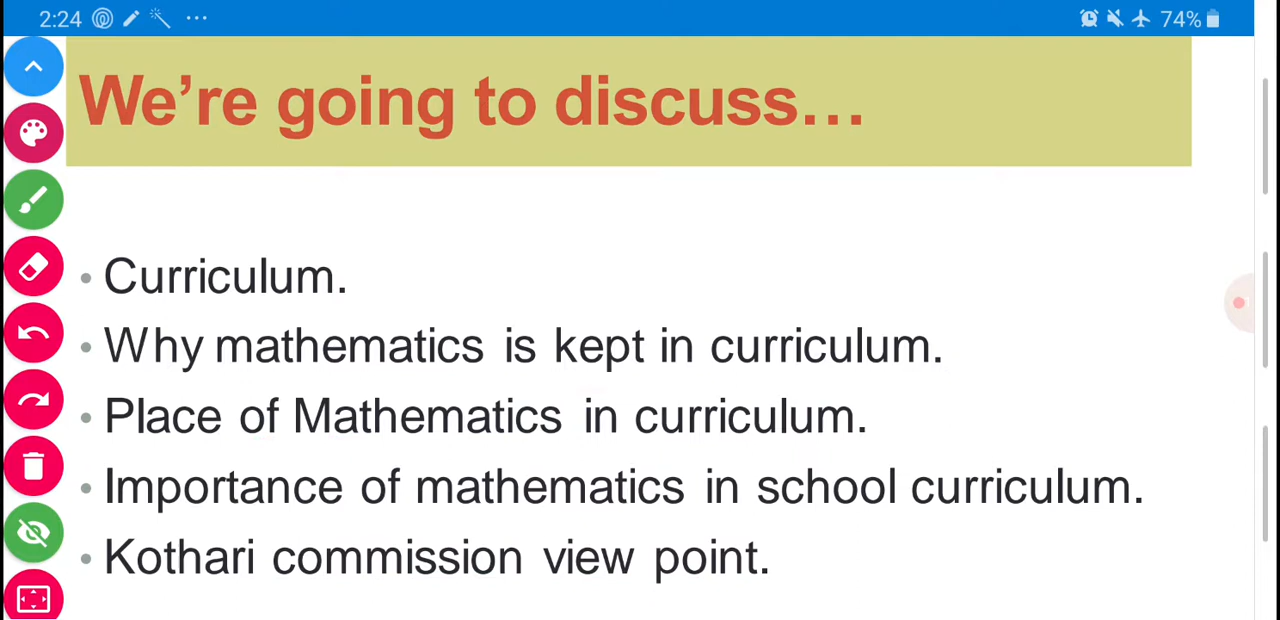 2:24 74%
We’re going to discuss...
• Curriculum.
• Why mathematics is kept in curriculum.
• Place of Mathematics in curriculum.
• Importance of mathematics in school curriculum.
• Kothari commission view point.